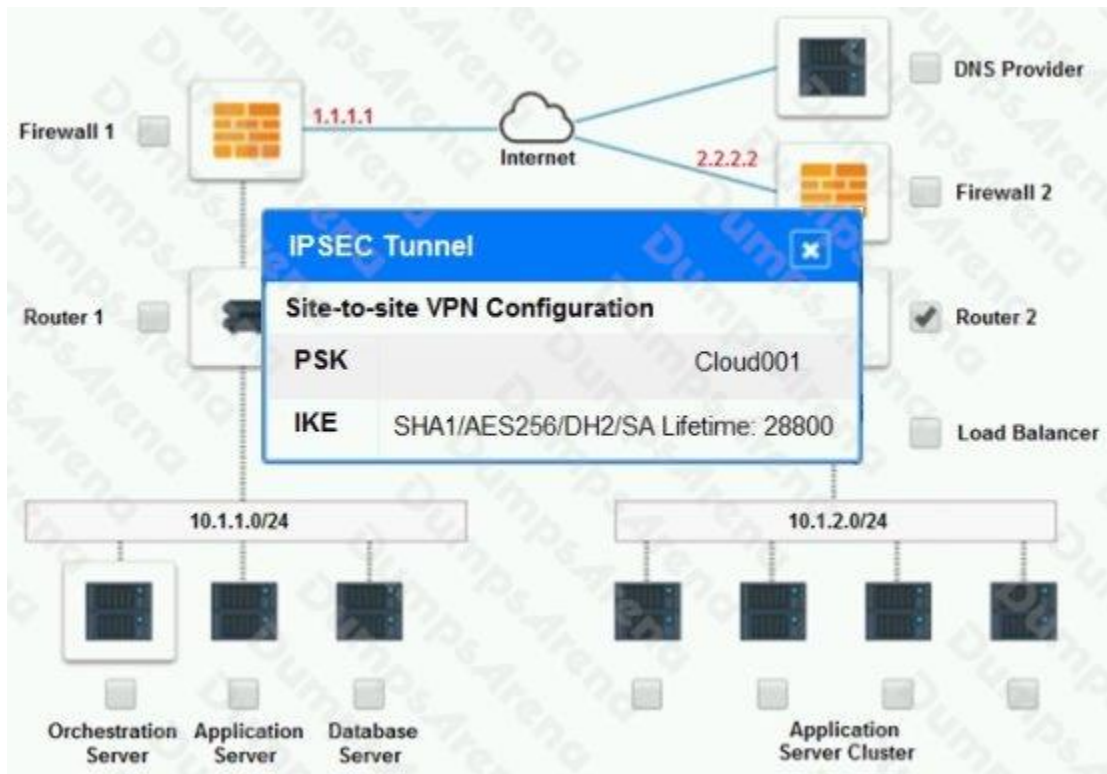 DNS Provider
Firewall 1
1.1.1.1
Internet
2.2.2.2
Firewall 2
IPSEC Tunnel
Site-to-site VPN Configuration
PSK Cloud001
IKE SHA1/AES256/DH2/SA Lifetime: 28800
Router 1
Router 2
Load Balancer
10.1.1.0/24
10.1.2.0/24
Orchestration Server
Application Server
Database Server
Application Server Cluster
DumpsArena